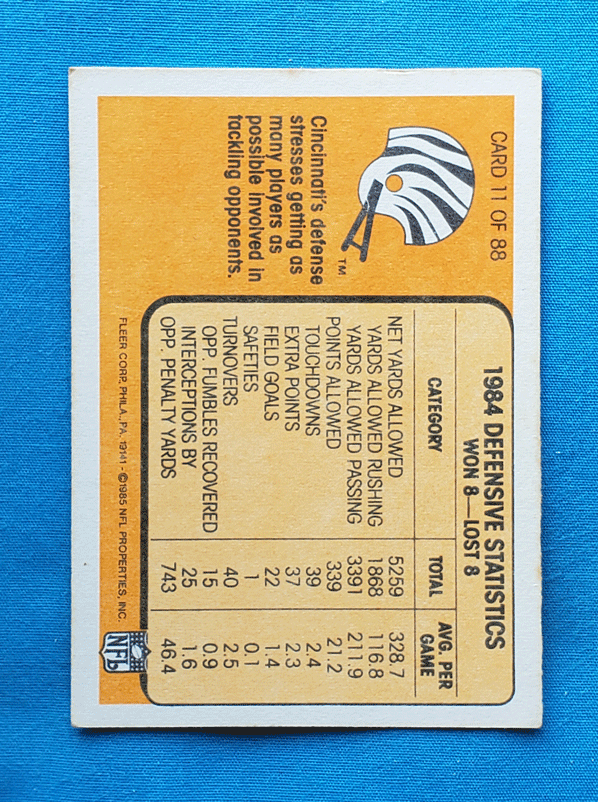 CARD 11 OF 88
TM
Cincinnati's defense
stresses getting as
many players as
possible involved in
tackling opponents.
1984 DEFENSIVE STATISTICS
WON 8—LOST 8
CATEGORY TOTAL AVG. PER GAME
NET YARDS ALLOWED 5259 328.7
YARDS ALLOWED RUSHING 1868 116.8
YARDS ALLOWED PASSING 3391 211.9
POINTS ALLOWED 339 21.2
TOUCHDOWNS 39 2.4
EXTRA POINTS 37 2.3
FIELD GOALS 22 1.4
SAFETIES 1 0.1
TURNOVERS 40 2.5
OPP. FUMBLES RECOVERED 15 0.9
INTERCEPTIONS BY 25 1.6
OPP. PENALTY YARDS 743 46.4
FLEER CORP. PHILA., PA. 19141 - ©1985 NFL PROPERTIES, INC.
NFL